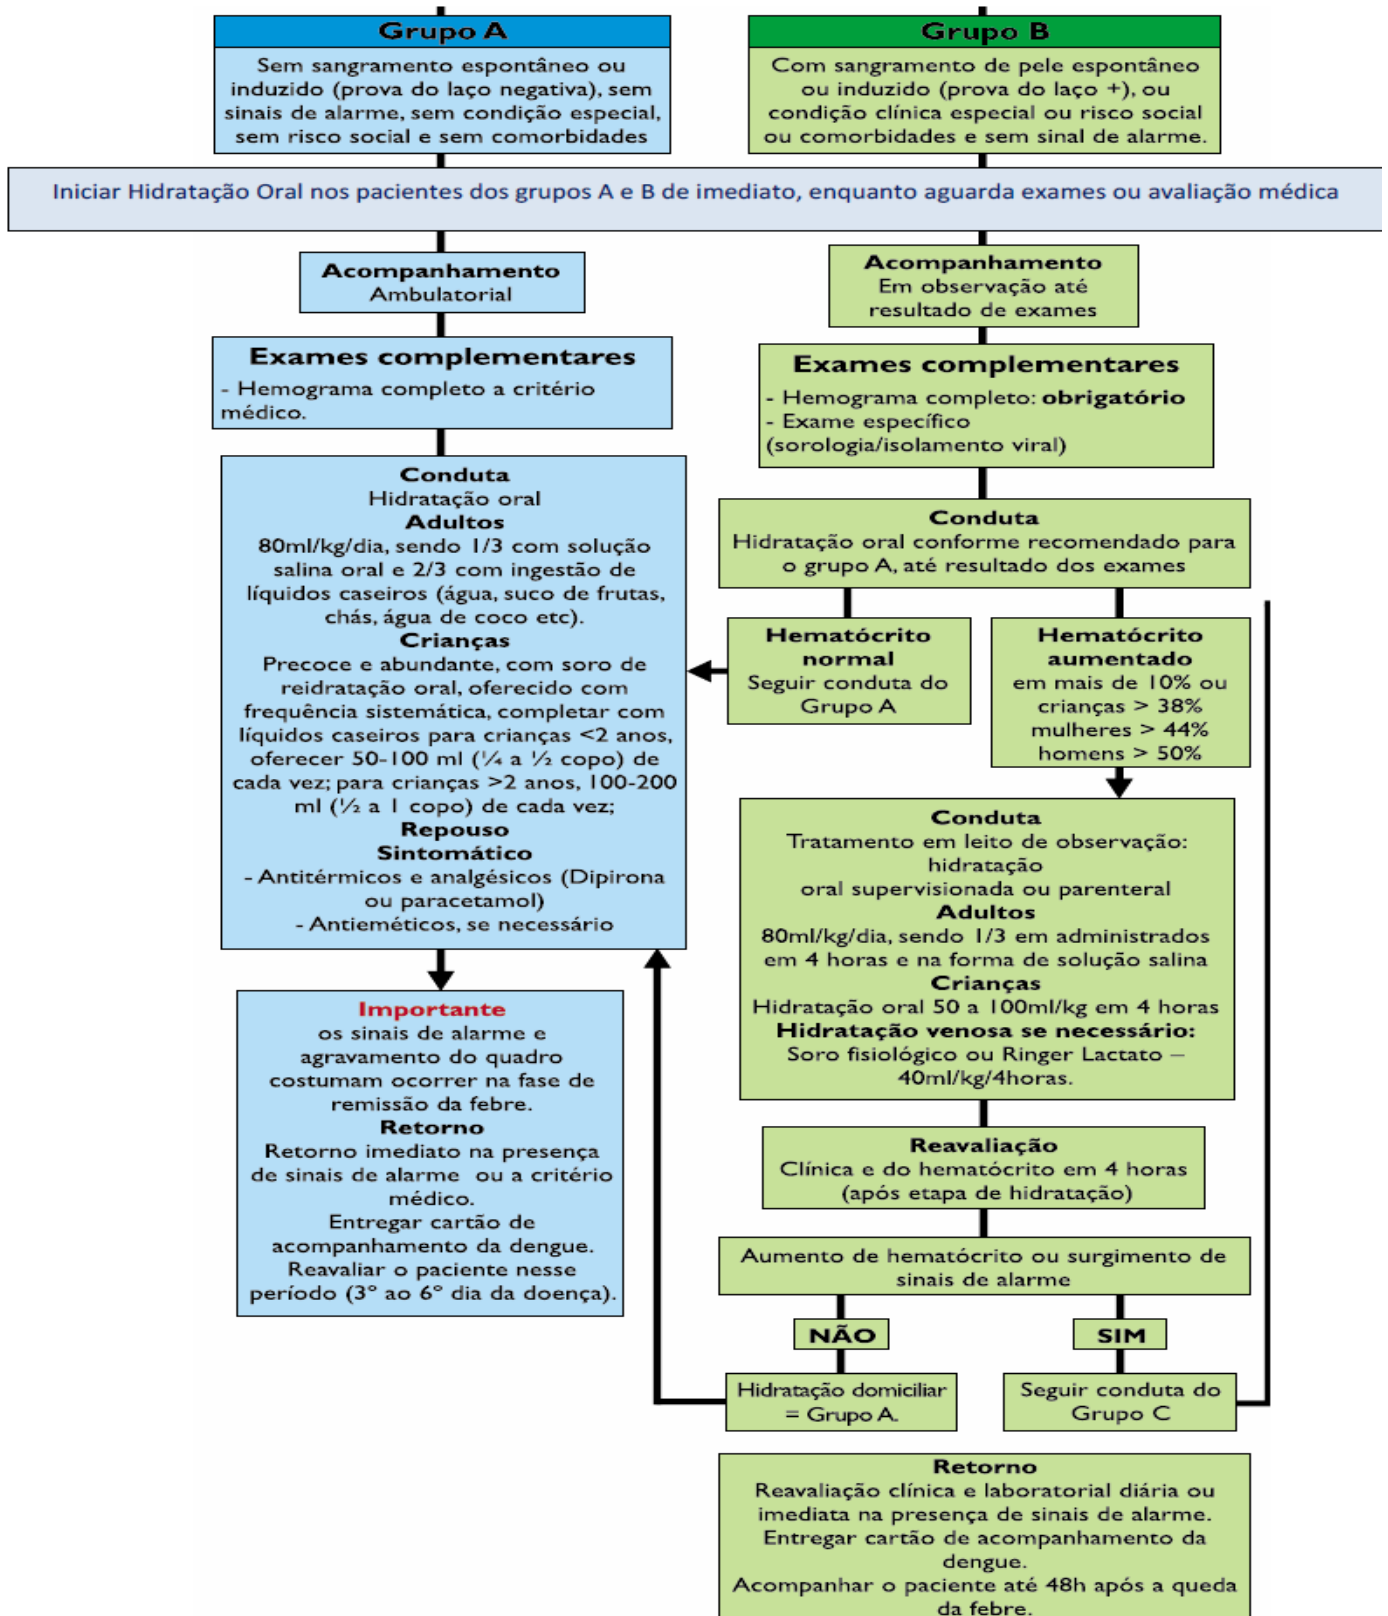 Grupo A
Sem sangramento espontâneo ou
induzido (prova do laço negativa), sem
sinais de alarme, sem condição especial,
sem risco social e sem comorbidades
Grupo B
Com sangramento de pele espontâneo
ou induzido (prova do laço +), ou
condição clínica especial ou risco social
ou comorbidades e sem sinal de alarme.
Iniciar Hidratação Oral nos pacientes dos grupos A e B de imediato, enquanto aguarda exames ou avaliação médica
Acompanhamento
Ambulatorial
Exames complementares
- Hemograma completo a critério
médico.
Conduta
Hidratação oral
Adultos
80ml/kg/dia, sendo 1/3 com solução
salina oral e 2/3 com ingestão de
líquidos caseiros (água, suco de frutas,
chás, água de coco etc).
Crianças
Precoce e abundante, com soro de
reidratação oral, oferecido com
frequência sistemática, completar com
líquidos caseiros para crianças <2 anos,
oferecer 50-100 ml (¼ a ½ copo) de
cada vez; para crianças >2 anos, 100-200
ml (½ a 1 copo) de cada vez;
Repouso
Sintomático
- Antitérmicos e analgésicos (Dipirona
ou paracetamol)
- Antieméticos, se necessário
Importante
os sinais de alarme e
agravamento do quadro
costumam ocorrer na fase de
remissão da febre.
Retorno
Retorno imediato na presença
de sinais de alarme ou a critério
médico.
Entregar cartão de
acompanhamento da dengue.
Reavaliar o paciente nesse
período (3º ao 6º dia da doença).
Acompanhamento
Em observação até
resultado de exames
Exames complementares
- Hemograma completo: obrigatório
- Exame específico
(sorologia/isolamento viral)
Conduta
Hidratação oral conforme recomendado para
o grupo A, até resultado dos exames
Hematócrito
normal
Seguir conduta do
Grupo A
Hematócrito
aumentado
em mais de 10% ou
crianças > 38%
mulheres > 44%
homens > 50%
Conduta
Tratamento em leito de observação:
hidratação
oral supervisionada ou parenteral
Adultos
80ml/kg/dia, sendo 1/3 em administrados
em 4 horas e na forma de solução salina
Crianças
Hidratação oral 50 a 100ml/kg em 4 horas
Hidratação venosa se necessário:
Soro fisiológico ou Ringer Lactato –
40ml/kg/4horas.
Reavaliação
Clínica e do hematócrito em 4 horas
(após etapa de hidratação)
Aumento de hematócrito ou surgimento de
sinais de alarme
NÃO
SIM
Hidratação domiciliar
= Grupo A.
Seguir conduta do
Grupo C
Retorno
Reavaliação clínica e laboratorial diária ou
imediata na presença de sinais de alarme.
Entregar cartão de acompanhamento da
dengue.
Acompanhar o paciente até 48h após a queda
da febre.